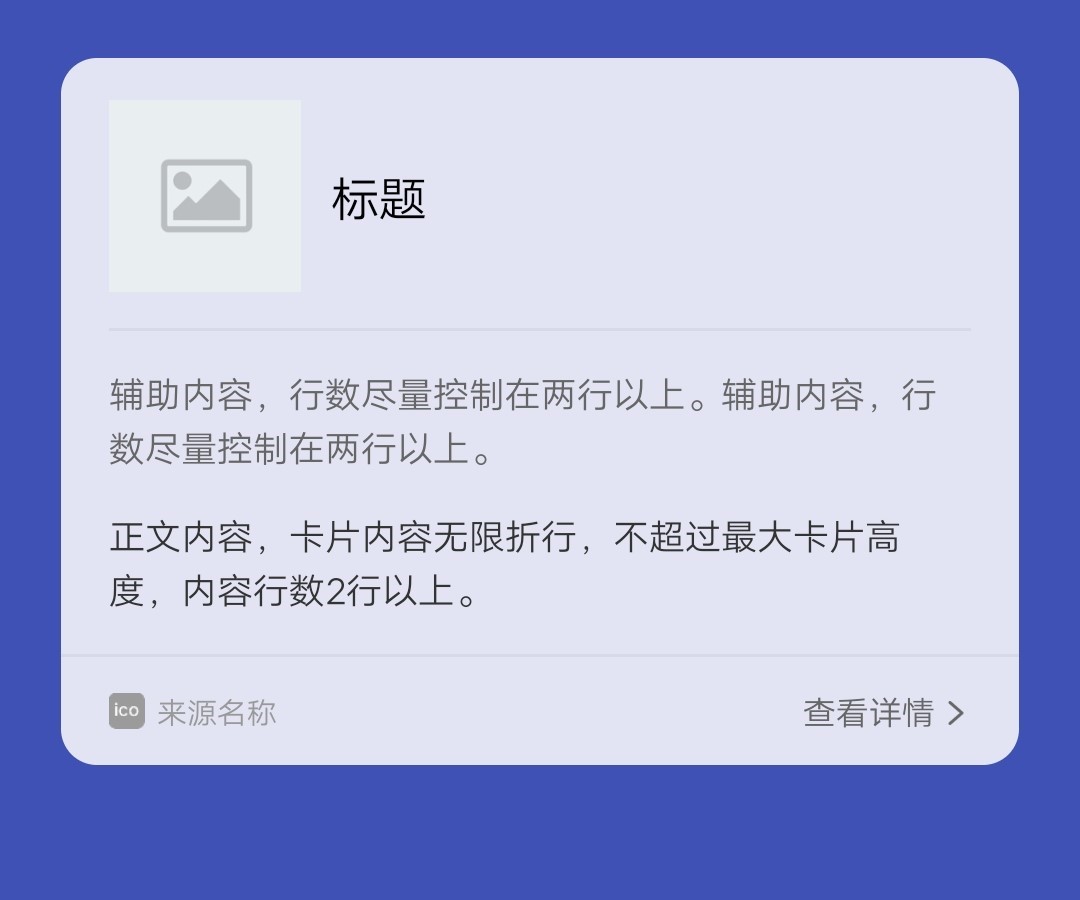 标题
辅助内容，行数尽量控制在两行以上。辅助内容，行
数尽量控制在两行以上。
正文内容，卡片内容无限折行，不超过最大卡片高
度，内容行数2行以上。
ico 来源名称
查看详情